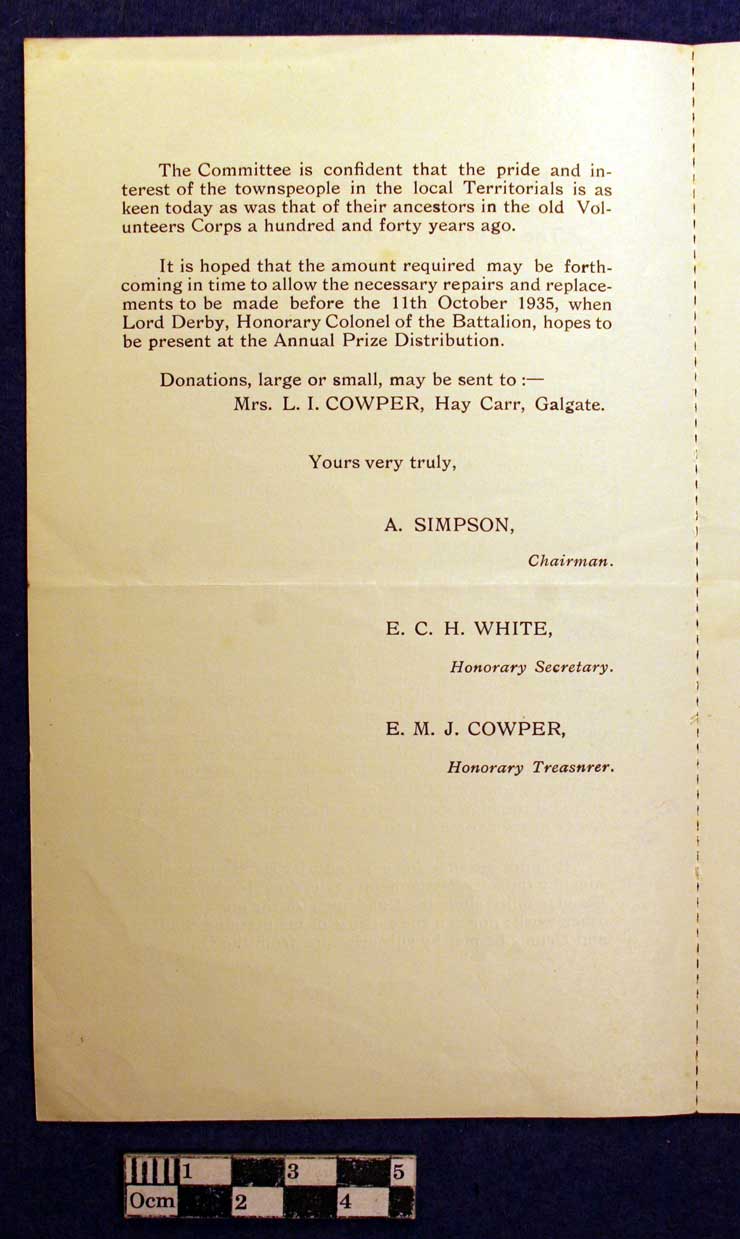 The Committee is confident that the pride and in-
terest of the townspeople in the local Territorials is as
keen today as was that of their ancestors in the old Vol-
unteers Corps a hundred and forty years ago.
It is hoped that the amount required may be forth-
coming in time to allow the necessary repairs and replace-
ments to be made before the 11th October 1935, when
Lord Derby, Honorary Colonel of the Battalion, hopes to
be present at the Annual Prize Distribution.
Donations, large or small, may be sent to :—
Mrs. L. I. COWPER, Hay Carr, Galgate.
Yours very truly,
A. SIMPSON,
Chairman.
E. C. H. WHITE,
Honorary Secretary.
E. M. J. COWPER,
Honorary Treasnrer.
1 3 5
0cm 2 4